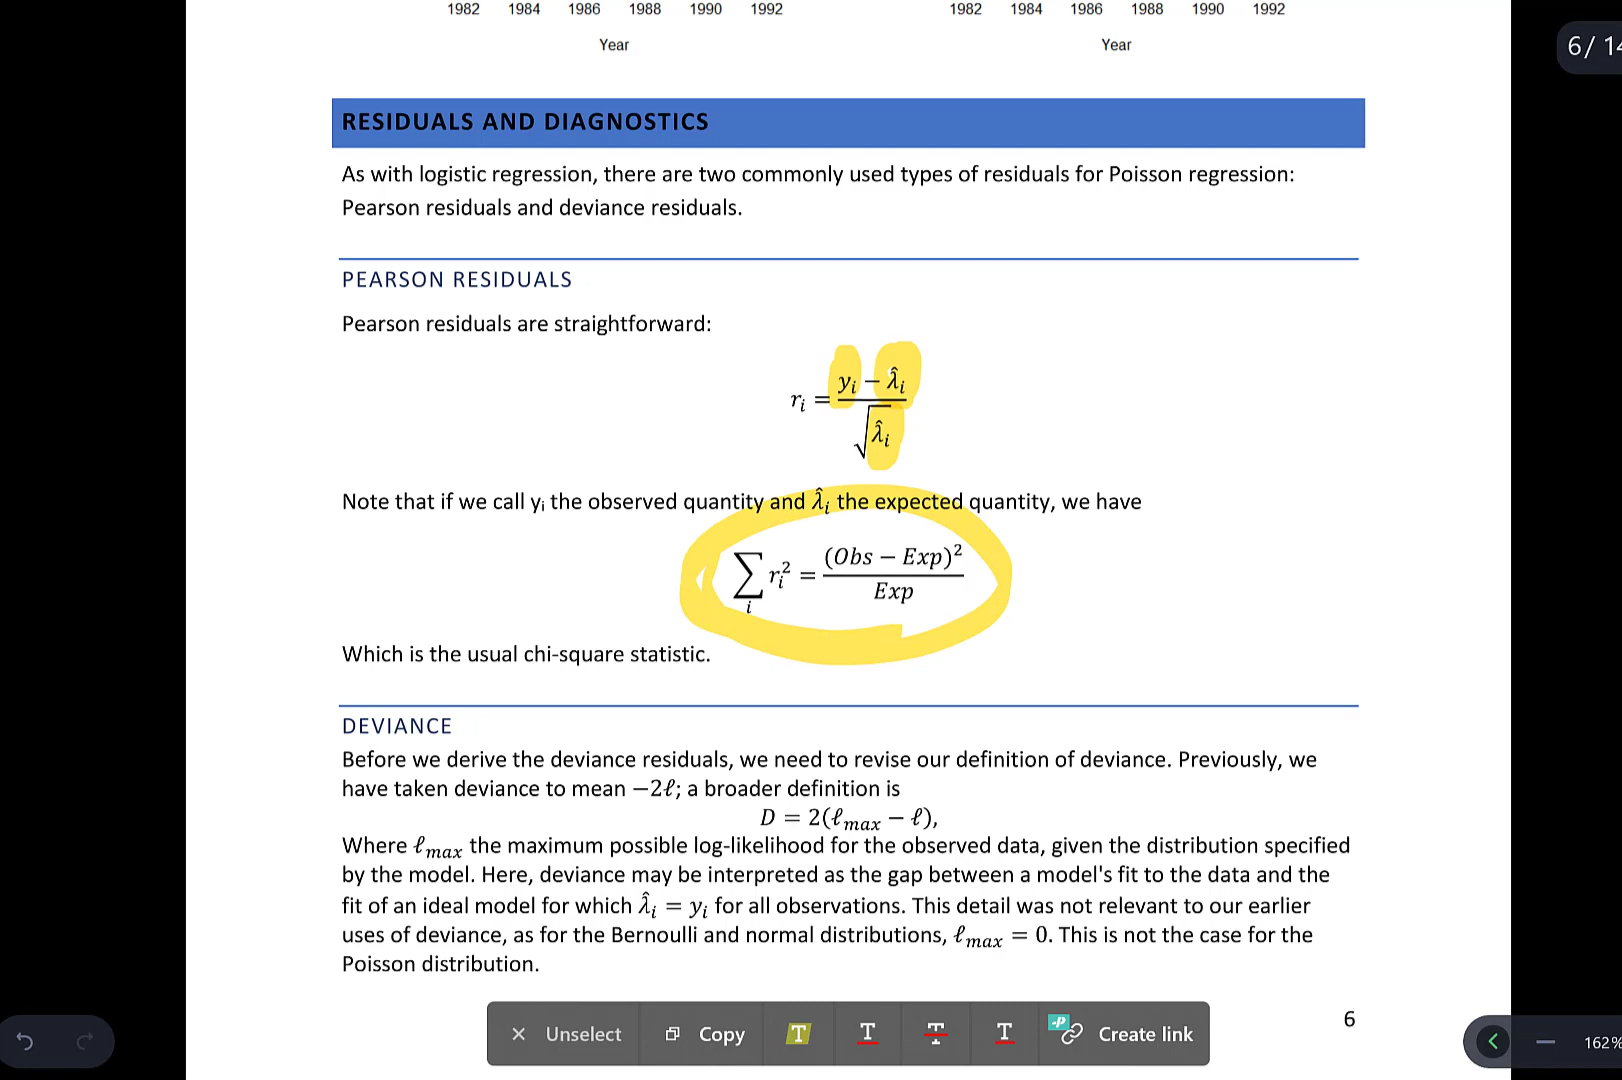 1982 1984 1986 1988 1990 1992 1982 1984 1986 1988 1990 1992
Year Year
6/ 14
RESIDUALS AND DIAGNOSTICS
As with logistic regression, there are two commonly used types of residuals for Poisson regression:
Pearson residuals and deviance residuals.
PEARSON RESIDUALS
Pearson residuals are straightforward:
rᵢ = (yᵢ − λ̂ᵢ) / √λ̂ᵢ
Note that if we call yᵢ the observed quantity and λ̂ᵢ the expected quantity, we have
∑ᵢ rᵢ² = (Obs − Exp)² / Exp
Which is the usual chi-square statistic.
DEVIANCE
Before we derive the deviance residuals, we need to revise our definition of deviance. Previously, we
have taken deviance to mean −2ℓ; a broader definition is
D = 2(ℓmax − ℓ),
Where ℓmax the maximum possible log-likelihood for the observed data, given the distribution specified
by the model. Here, deviance may be interpreted as the gap between a model's fit to the data and the
fit of an ideal model for which λ̂ᵢ = yᵢ for all observations. This detail was not relevant to our earlier
uses of deviance, as for the Bernoulli and normal distributions, ℓmax = 0. This is not the case for the
Poisson distribution.
6
× Unselect Copy T T T T P Create link
162%